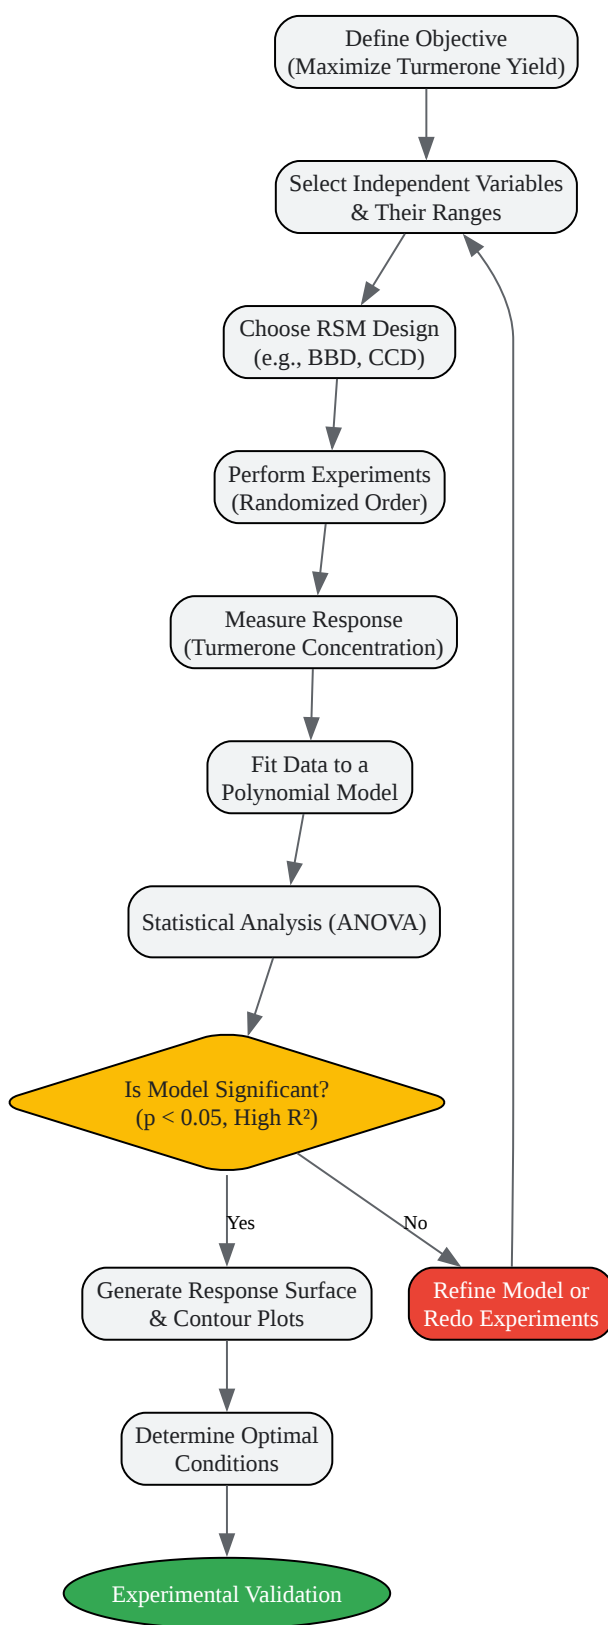 Define Objective
(Maximize Turmerone Yield)
Select Independent Variables
& Their Ranges
Choose RSM Design
(e.g., BBD, CCD)
Perform Experiments
(Randomized Order)
Measure Response
(Turmerone Concentration)
Fit Data to a
Polynomial Model
Statistical Analysis (ANOVA)
Is Model Significant?
(p < 0.05, High R²)
Yes
No
Generate Response Surface
& Contour Plots
Refine Model or
Redo Experiments
Determine Optimal
Conditions
Experimental Validation